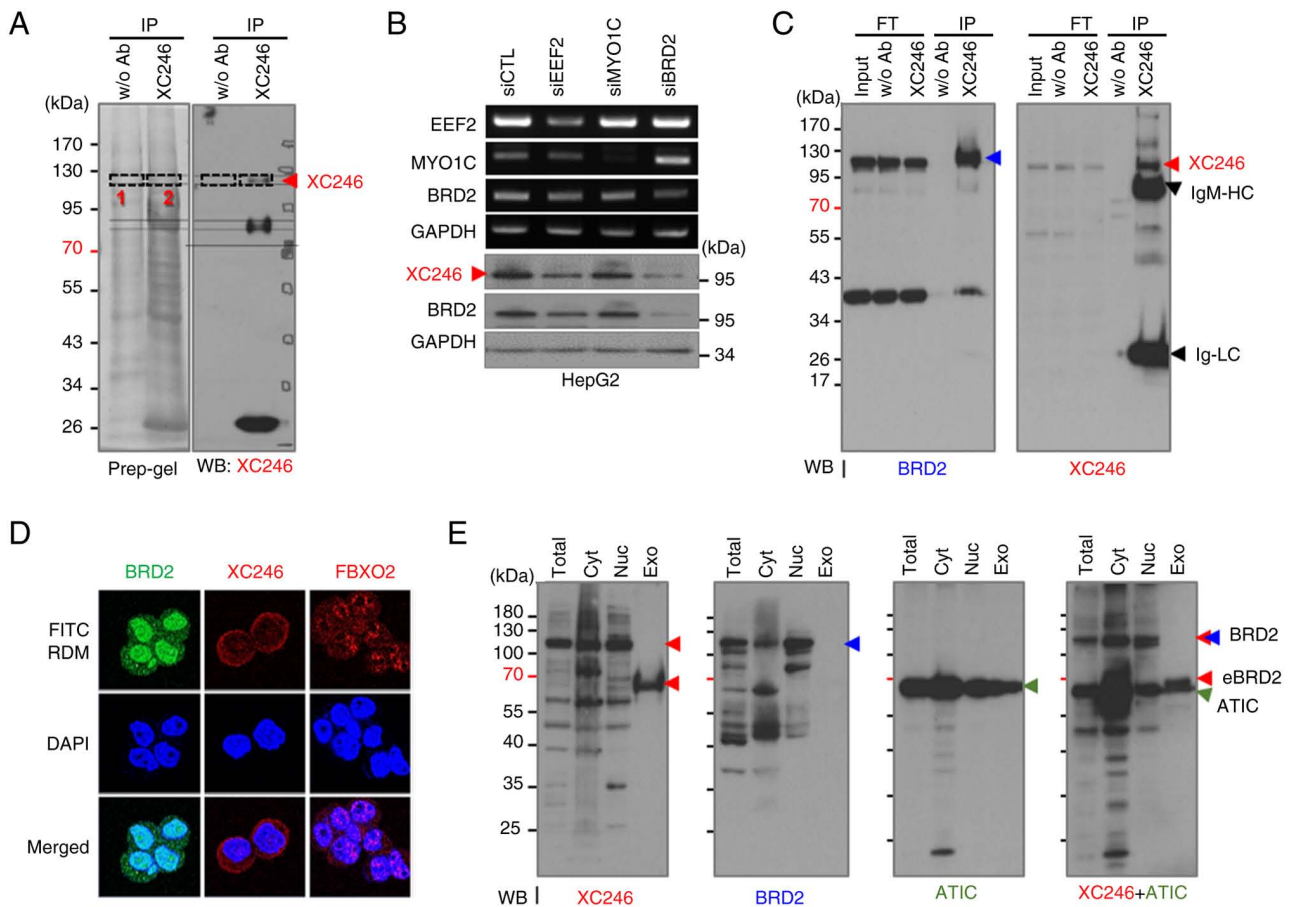 A
IP
IP
w/o Ab
XC246
w/o Ab
XC246
(kDa)
170
130
95
70
55
43
34
26
1
2
XC246
Prep-gel
WB: XC246
B
siCTL
siEEF2
siMYO1C
siBRD2
EEF2
MYO1C
BRD2
GAPDH
(kDa)
XC246
95
BRD2
95
GAPDH
34
HepG2
C
FT
IP
FT
IP
Input
w/o Ab
XC246
w/o Ab
XC246
Input
w/o Ab
XC246
w/o Ab
XC246
(kDa)
170
130
95
70
55
43
34
26
17
XC246
IgM-HC
Ig-LC
WB
BRD2
XC246
D
BRD2
XC246
FBXO2
FITC
RDM
DAPI
Merged
E
Total
Cyt
Nuc
Exo
Total
Cyt
Nuc
Exo
Total
Cyt
Nuc
Exo
Total
Cyt
Nuc
Exo
(kDa)
180
130
100
70
55
40
35
25
BRD2
eBRD2
ATIC
WB
XC246
BRD2
ATIC
XC246+ATIC